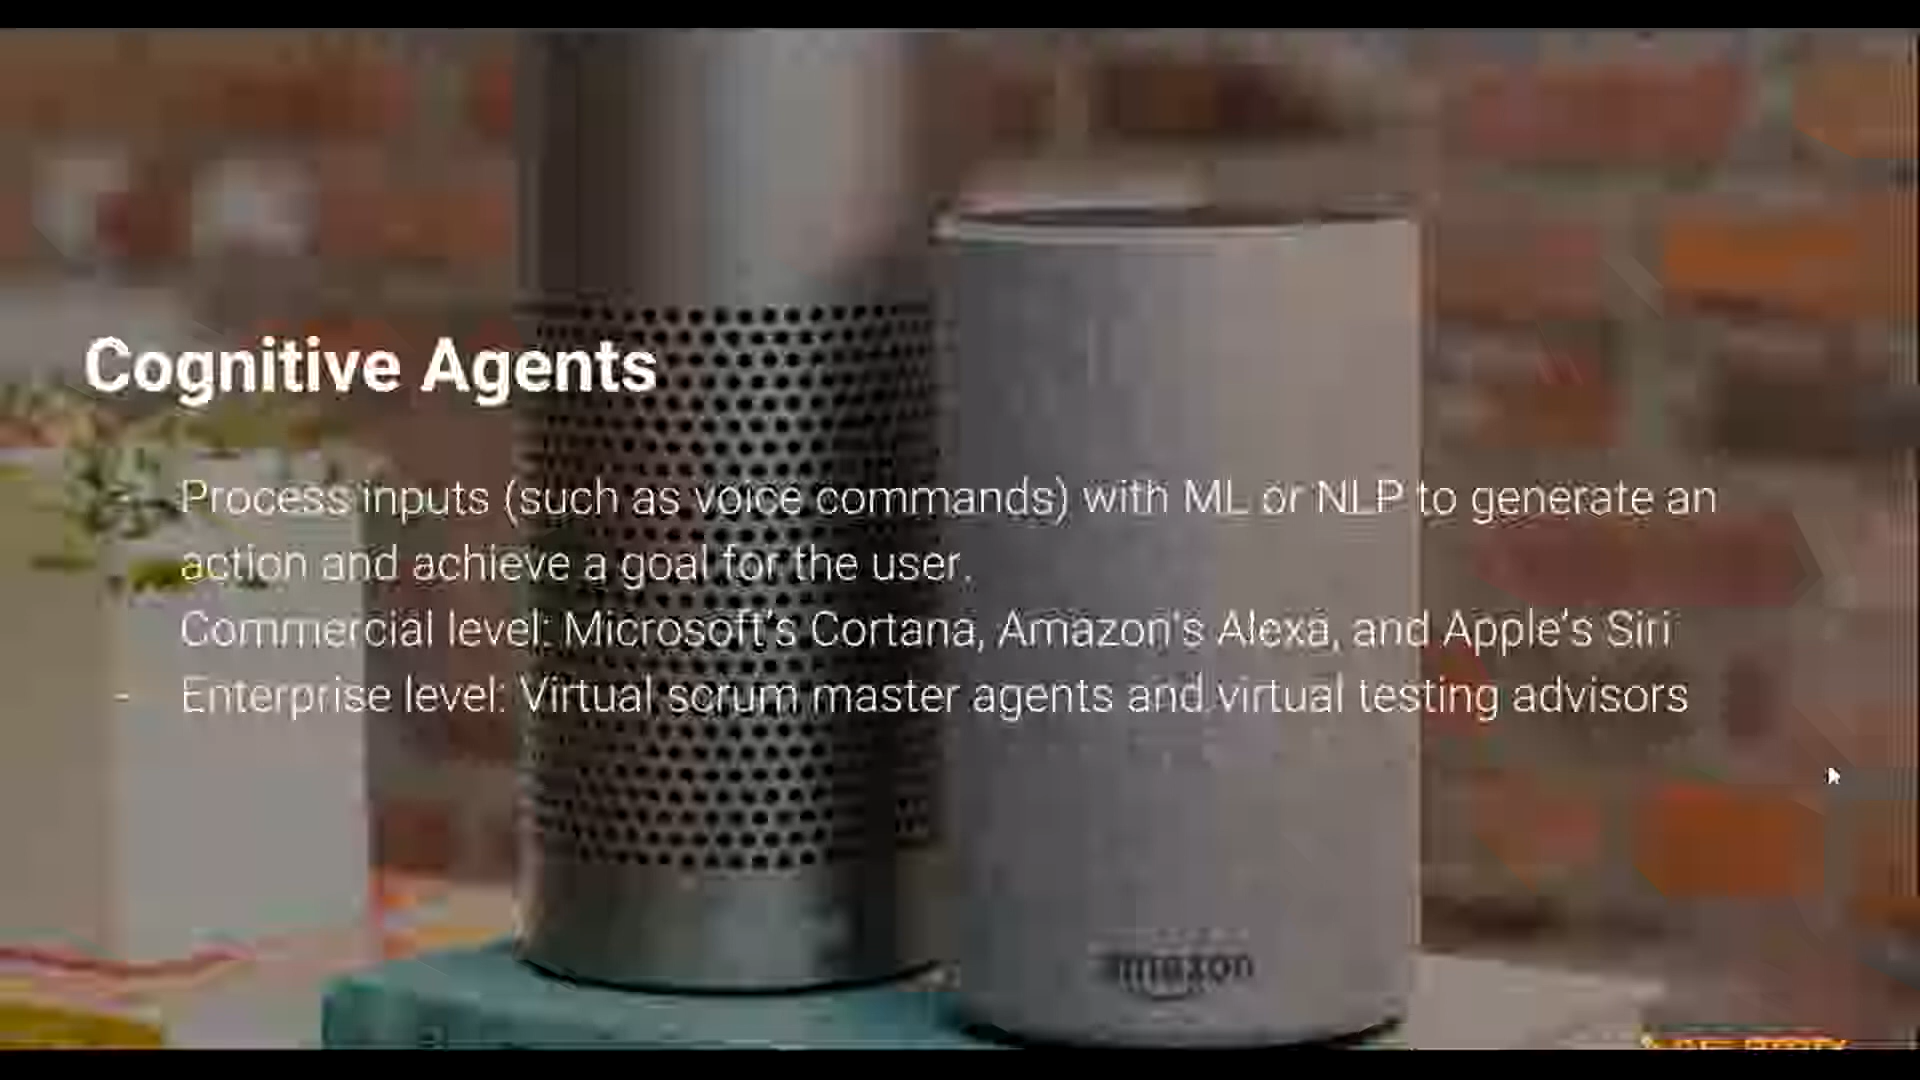 Cognitive Agents
Process inputs (such as voice commands) with ML or NLP to generate an
action and achieve a goal for the user.
Commercial level: Microsoft's Cortana, Amazon's Alexa, and Apple's Siri
- Enterprise level: Virtual scrum master agents and virtual testing advisors
amazon